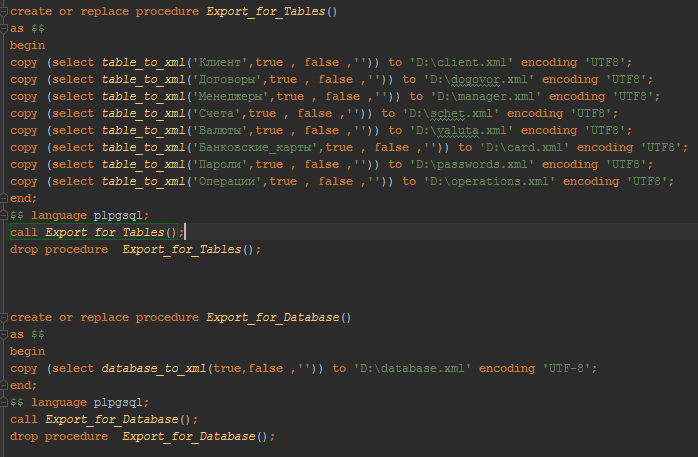 create or replace procedure Export_for_Tables()
as $$
begin
copy (select table_to_xml('Клиент',true , false ,'')) to 'D:\client.xml' encoding 'UTF8';
copy (select table_to_xml('Договоры',true , false ,'')) to 'D:\dogovor.xml' encoding 'UTF8';
copy (select table_to_xml('Менеджеры',true , false ,'')) to 'D:\manager.xml' encoding 'UTF8';
copy (select table_to_xml('Счета',true , false ,'')) to 'D:\schet.xml' encoding 'UTF8';
copy (select table_to_xml('Валюты',true , false ,'')) to 'D:\valuta.xml' encoding 'UTF8';
copy (select table_to_xml('Банковские_карты',true , false ,'')) to 'D:\card.xml' encoding 'UTF8';
copy (select table_to_xml('Пароли',true , false ,'')) to 'D:\passwords.xml' encoding 'UTF8';
copy (select table_to_xml('Операции',true , false ,'')) to 'D:\operations.xml' encoding 'UTF8';
end;
$$ language plpgsql;
call Export_for_Tables();
drop procedure  Export_for_Tables();
create or replace procedure Export_for_Database()
as $$
begin
copy (select database_to_xml(true,false ,'')) to 'D:\database.xml' encoding 'UTF-8';
end;
$$ language plpgsql;
call Export_for_Database();
drop procedure  Export_for_Database();